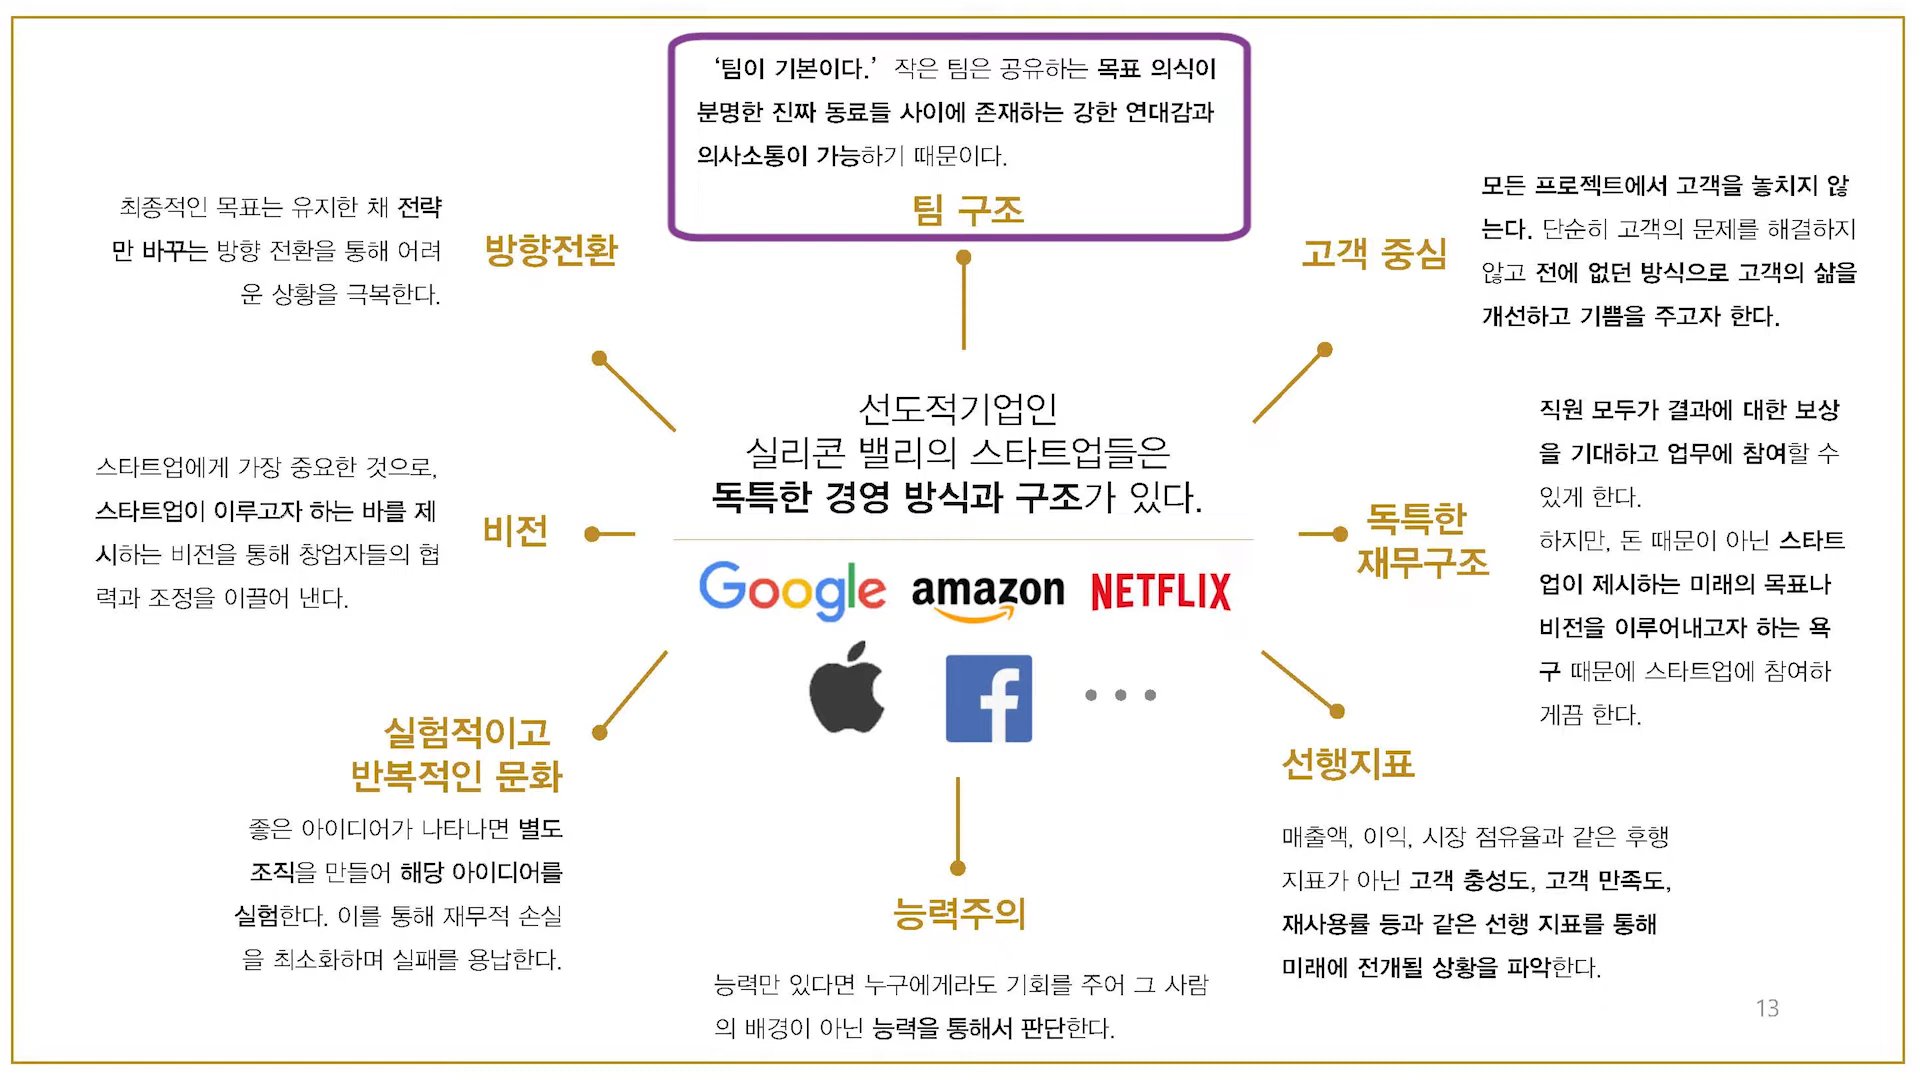 ‘팀이 기본이다.’ 작은 팀은 공유하는 목표 의식이
분명한 진짜 동료들 사이에 존재하는 강한 연대감과
의사소통이 가능하기 때문이다.
팀 구조
최종적인 목표는 유지한 채 전략
만 바꾸는 방향 전환을 통해 어려
운 상황을 극복한다.
방향전환
고객 중심
모든 프로젝트에서 고객을 놓치지 않
는다. 단순히 고객의 문제를 해결하지
않고 전에 없던 방식으로 고객의 삶을
개선하고 기쁨을 주고자 한다.
선도적기업인
실리콘 밸리의 스타트업들은
독특한 경영 방식과 구조가 있다.
스타트업에게 가장 중요한 것으로,
스타트업이 이루고자 하는 바를 제
시하는 비전을 통해 창업자들의 협
력과 조정을 이끌어 낸다.
비전
독특한
재무구조
직원 모두가 결과에 대한 보상
을 기대하고 업무에 참여할 수
있게 한다.
하지만, 돈 때문이 아닌 스타트
업이 제시하는 미래의 목표나
비전을 이루어내고자 하는 욕
구 때문에 스타트업에 참여하
게끔 한다.
Google
amazon
NETFLIX
f
실험적이고
반복적인 문화
좋은 아이디어가 나타나면 별도
조직을 만들어 해당 아이디어를
실험한다. 이를 통해 재무적 손실
을 최소화하며 실패를 용납한다.
능력주의
능력만 있다면 누구에게라도 기회를 주어 그 사람
의 배경이 아닌 능력을 통해서 판단한다.
선행지표
매출액, 이익, 시장 점유율과 같은 후행
지표가 아닌 고객 충성도, 고객 만족도,
재사용률 등과 같은 선행 지표를 통해
미래에 전개될 상황을 파악한다.
13